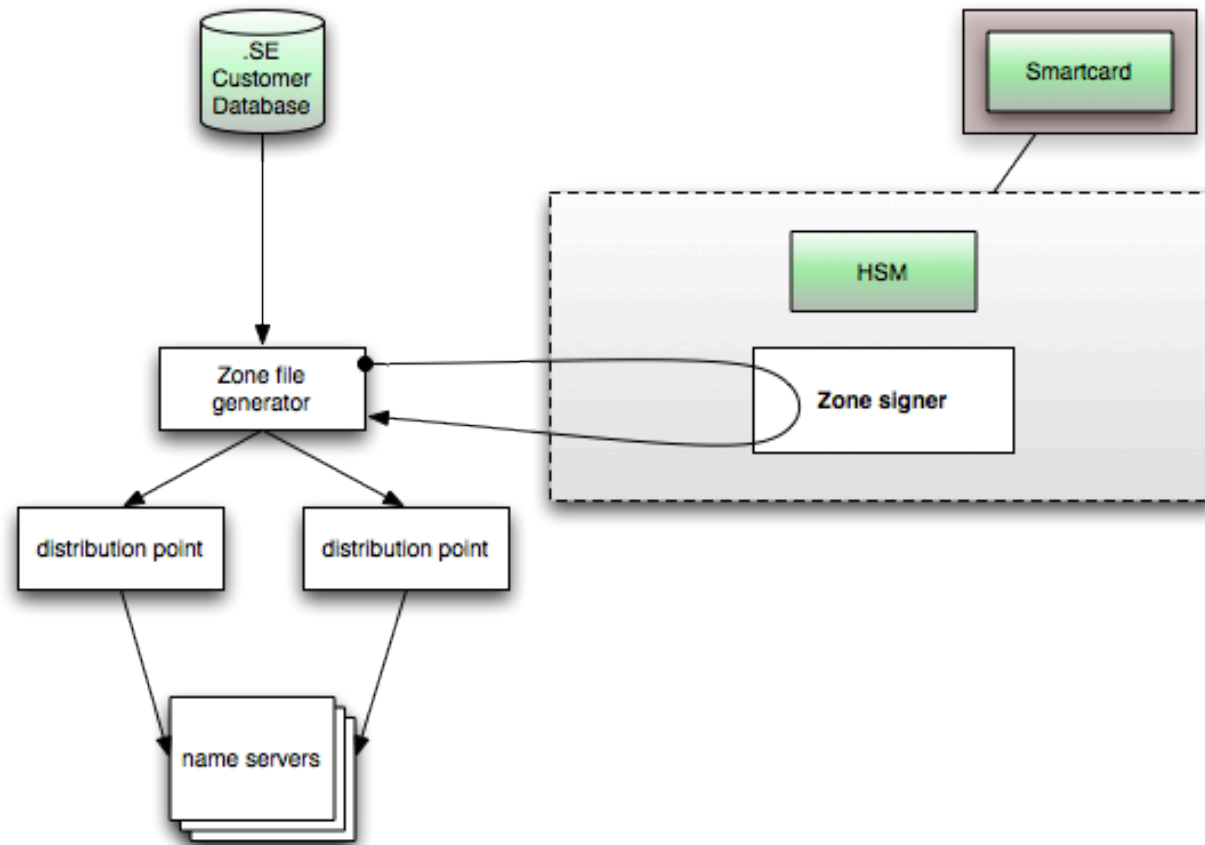 .SE
Customer
Database
Smartcard
HSM
Zone file
generator
Zone signer
distribution point
distribution point
name servers